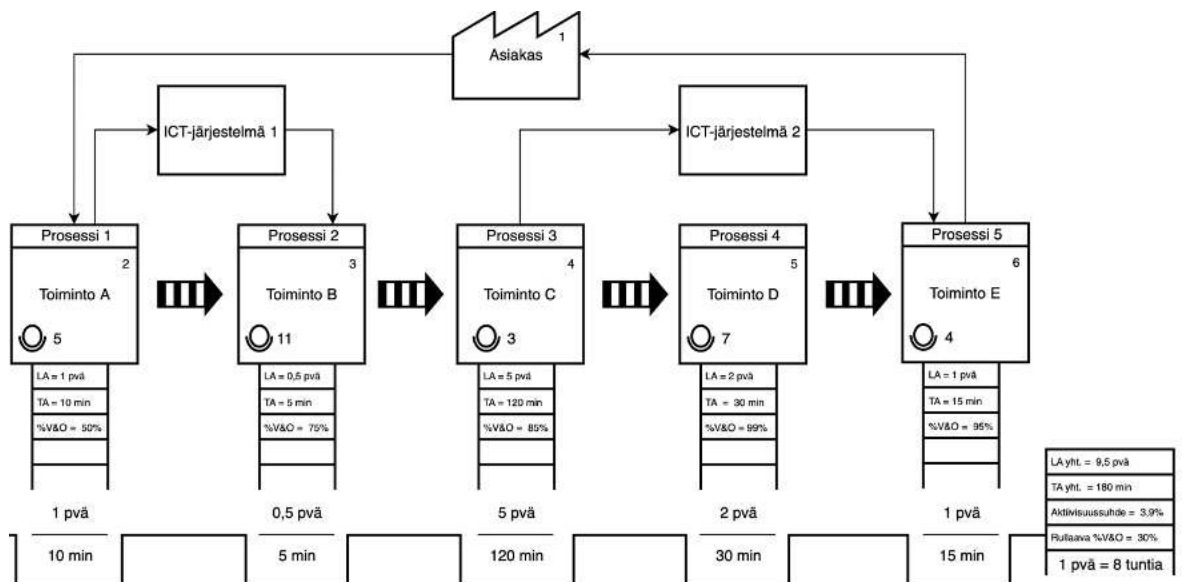 1
Asiakas
ICT-järjestelmä 1
ICT-järjestelmä 2
Prosessi 1
2
Toiminto A
5
LA = 1 pvä
TA = 10 min
%V&O = 50%
Prosessi 2
3
Toiminto B
11
LA = 0,5 pvä
TA = 5 min
%V&O = 75%
Prosessi 3
4
Toiminto C
3
LA = 5 pvä
TA = 120 min
%V&O = 85%
Prosessi 4
5
Toiminto D
7
LA = 2 pvä
TA = 30 min
%V&O = 99%
Prosessi 5
6
Toiminto E
4
LA = 1 pvä
TA = 15 min
%V&O = 95%
1 pvä
10 min
0,5 pvä
5 min
5 pvä
120 min
2 pvä
30 min
1 pvä
15 min
LA yht. = 9,5 pvä
TA yht. = 180 min
Aktiivisuussuhde = 3,9%
Rullaava %V&O = 30%
1 pvä = 8 tuntia